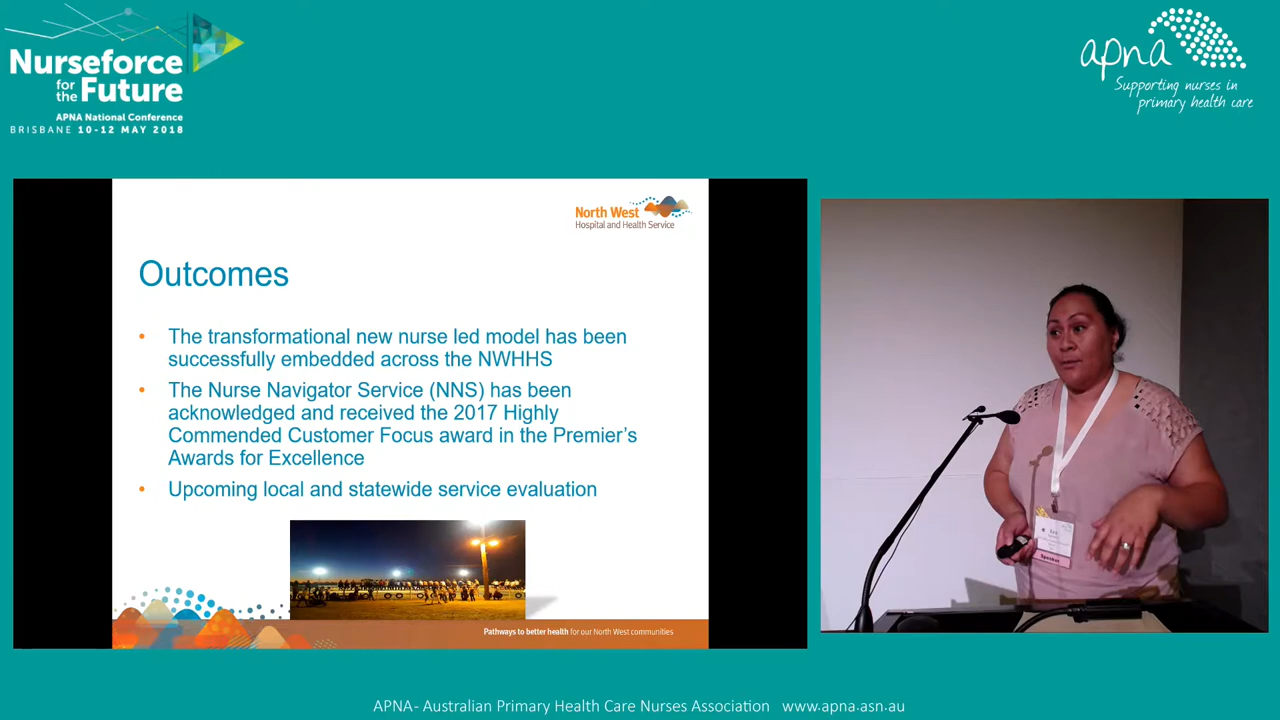 Nurseforce
for the Future
APNA National Conference
BRISBANE 10-12 MAY 2018
apna
Supporting nurses in
primary health care
North West
Hospital and Health Service
Outcomes
• The transformational new nurse led model has been
successfully embedded across the NWHHS
• The Nurse Navigator Service (NNS) has been
acknowledged and received the 2017 Highly
Commended Customer Focus award in the Premier's
Awards for Excellence
• Upcoming local and statewide service evaluation
Pathways to better health for our North West communities
Speaker
APNA- Australian Primary Health Care Nurses Association www.apna.asn.au